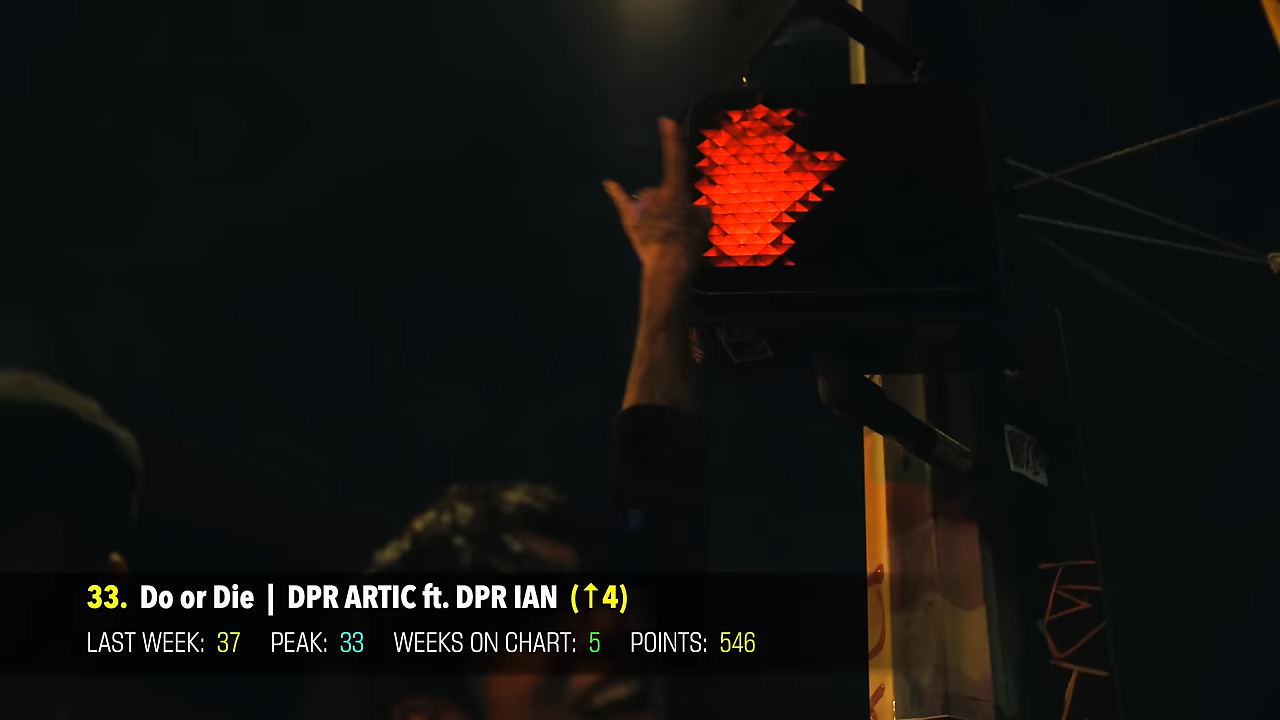 33. Do or Die | DPR ARTIC ft. DPR IAN (↑4)
LAST WEEK: 37 PEAK: 33 WEEKS ON CHART: 5 POINTS: 546